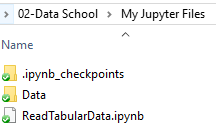 02-Data School > My Jupyter Files
Name
.ipynb_checkpoints
Data
ReadTabularData.ipynb